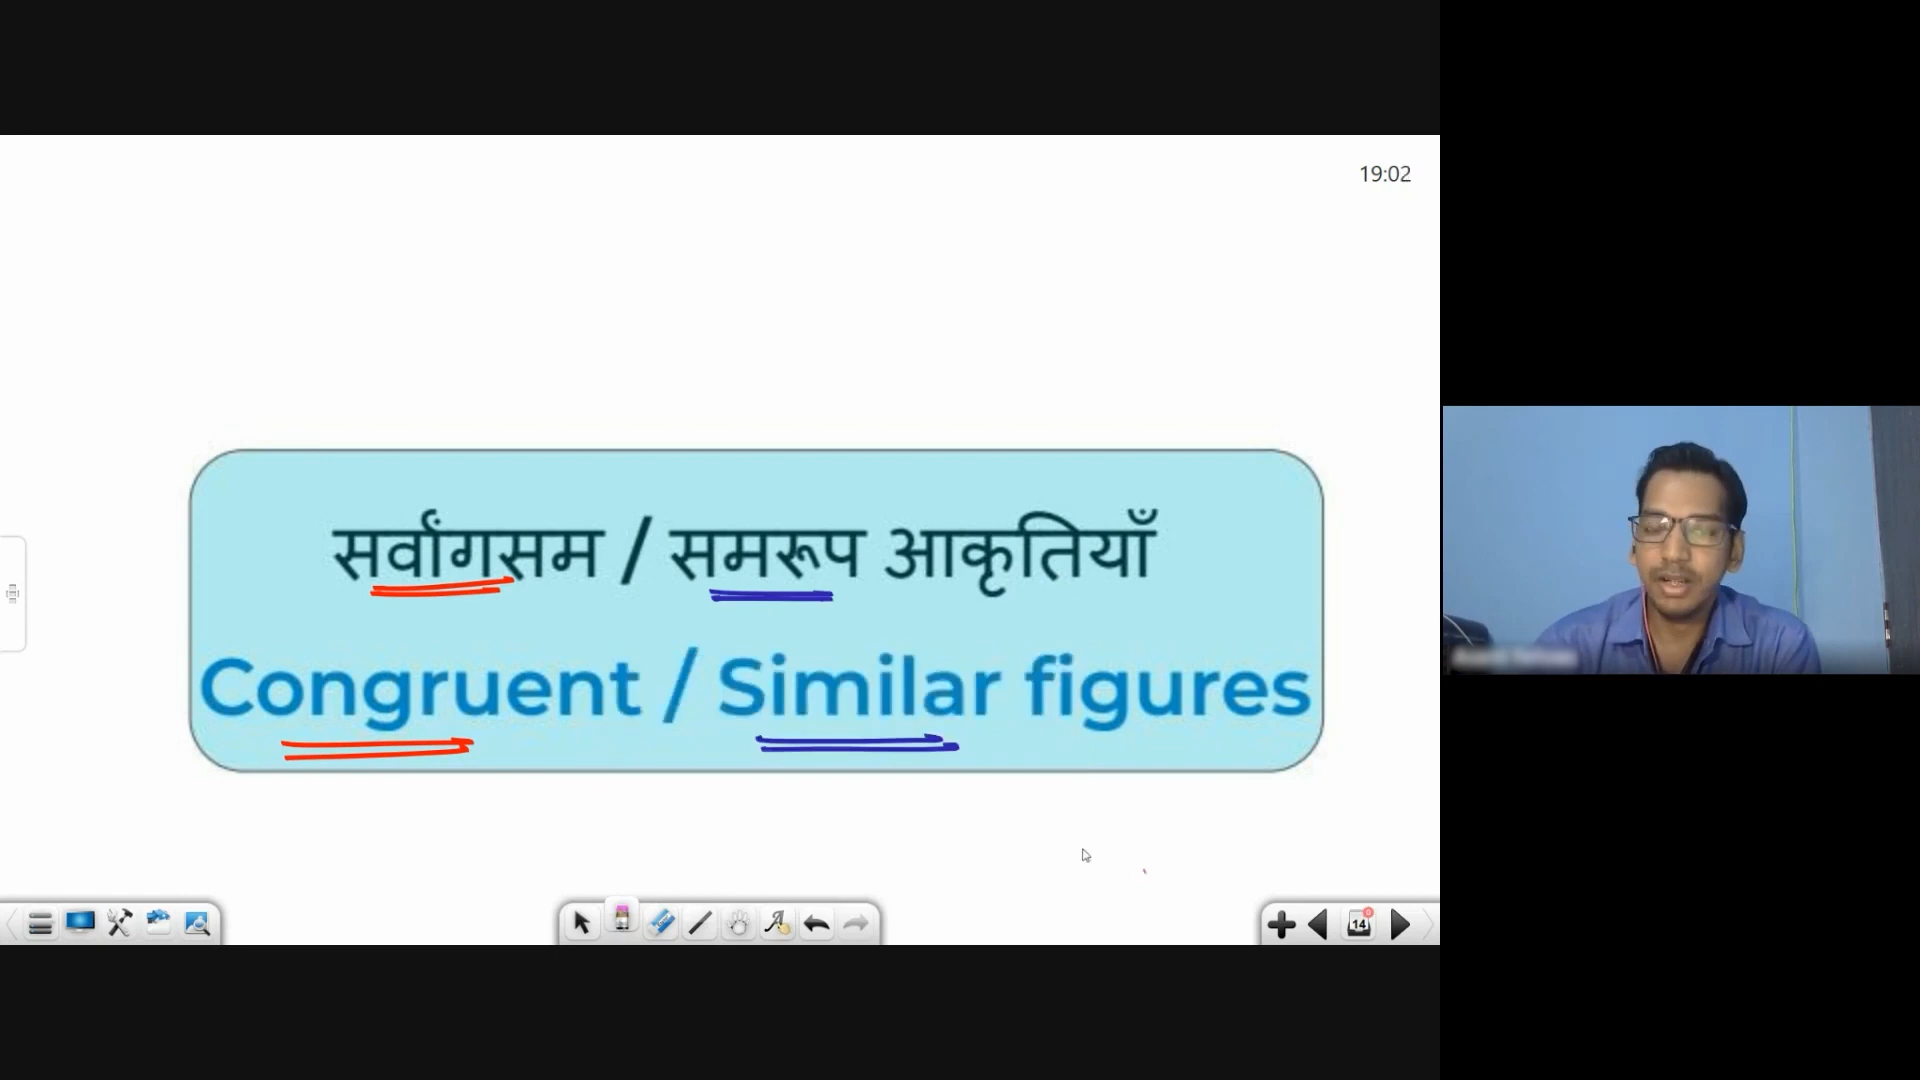 19:02
सर्वांगसम / समरूप आकृतियाँ
Congruent / Similar figures
14